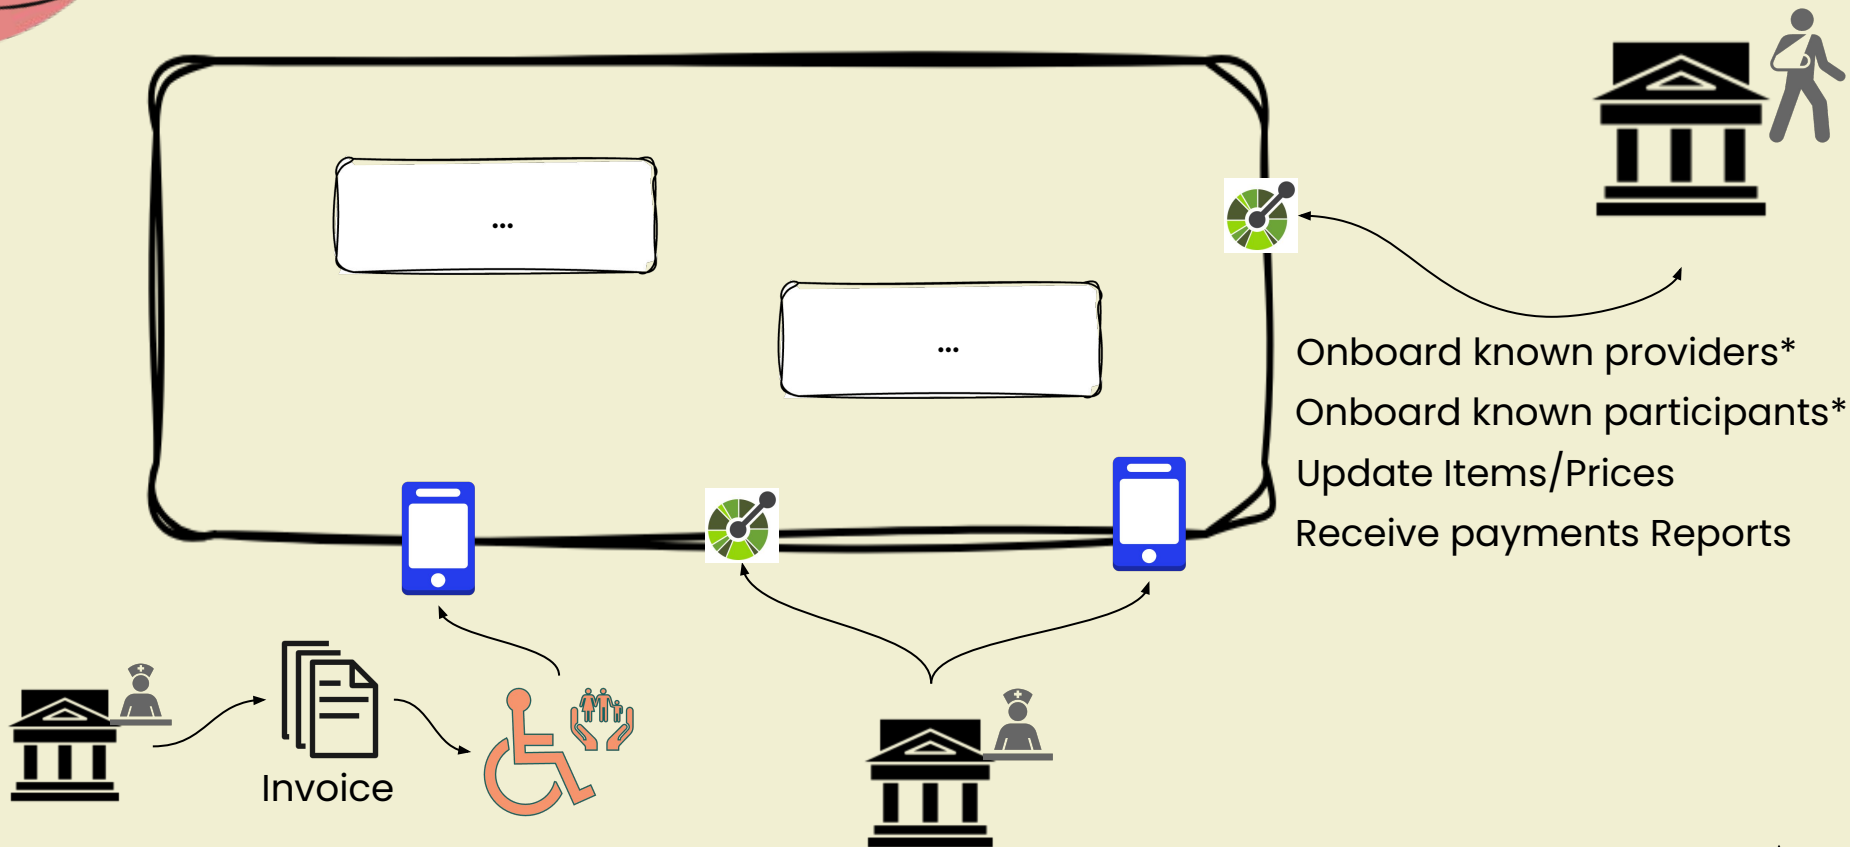 ...
...
Onboard known providers*
Onboard known participants*
Update Items/Prices
Receive payments Reports
Invoice